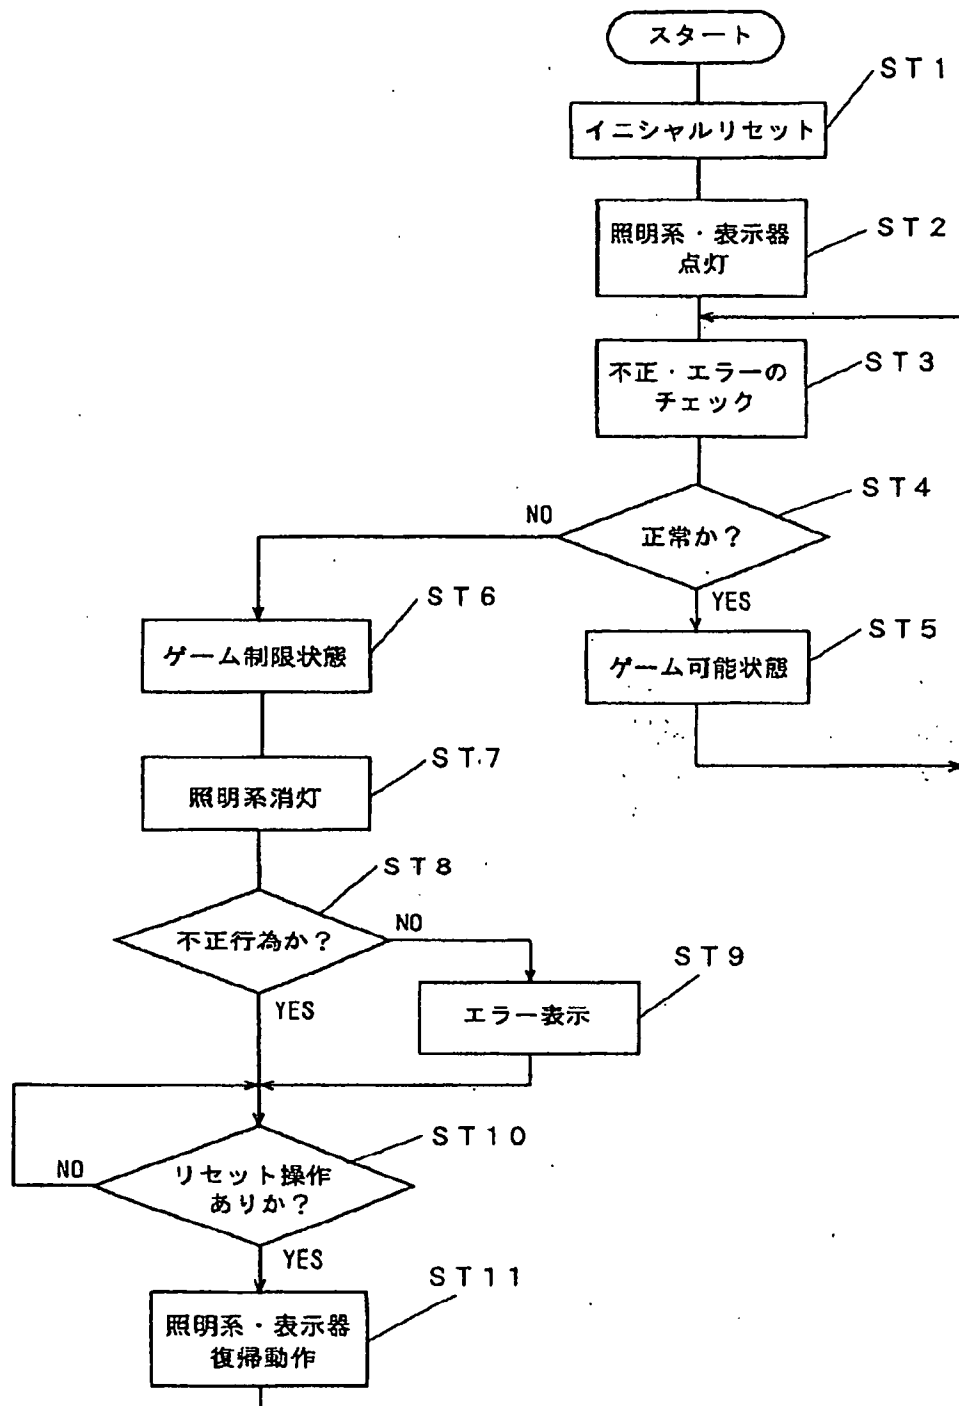 スタート
ST1
イニシャルリセット
ST2
照明系・表示器
点灯
ST3
不正・エラーの
チェック
ST4
NO
正常か？
YES
ST6
ST5
ゲーム制限状態
ゲーム可能状態
ST7
照明系消灯
ST8
NO
不正行為か？
ST9
YES
エラー表示
ST10
NO
リセット操作
ありか？
YES
ST11
照明系・表示器
復帰動作